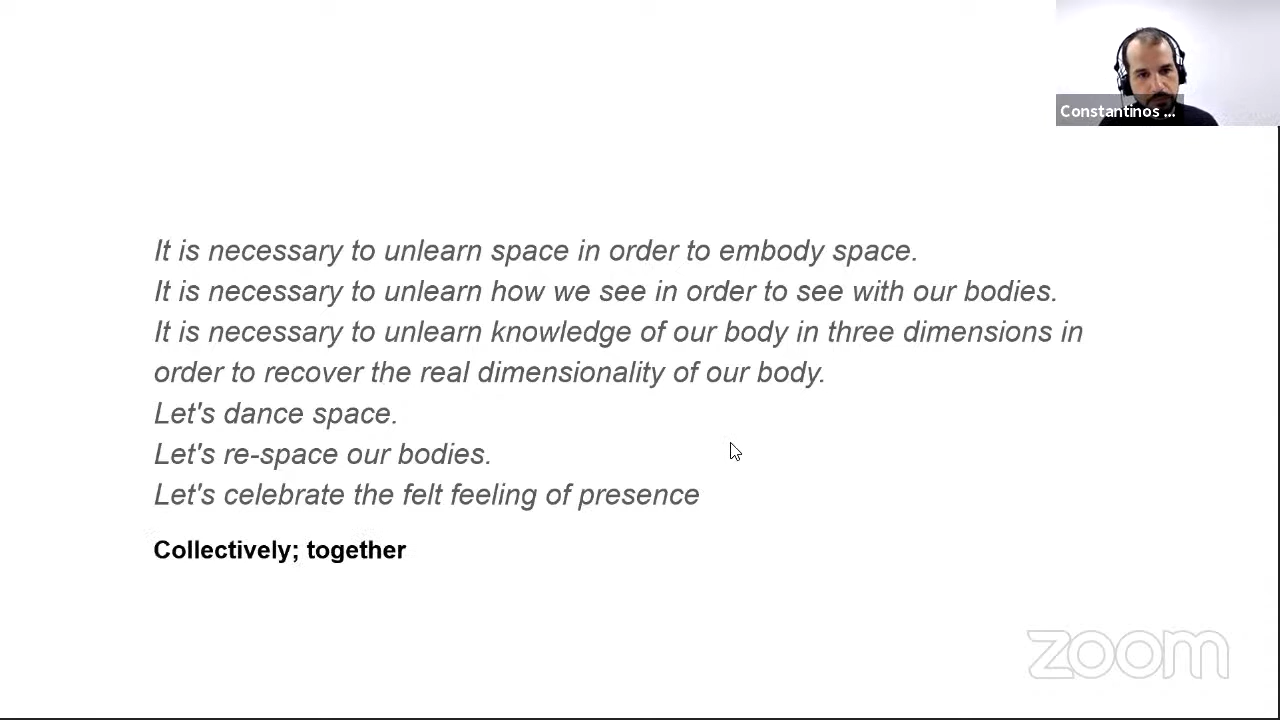 Constantinos ...
It is necessary to unlearn space in order to embody space.
It is necessary to unlearn how we see in order to see with our bodies.
It is necessary to unlearn knowledge of our body in three dimensions in
order to recover the real dimensionality of our body.
Let's dance space.
Let's re-space our bodies.
Let's celebrate the felt feeling of presence
Collectively; together
zoom